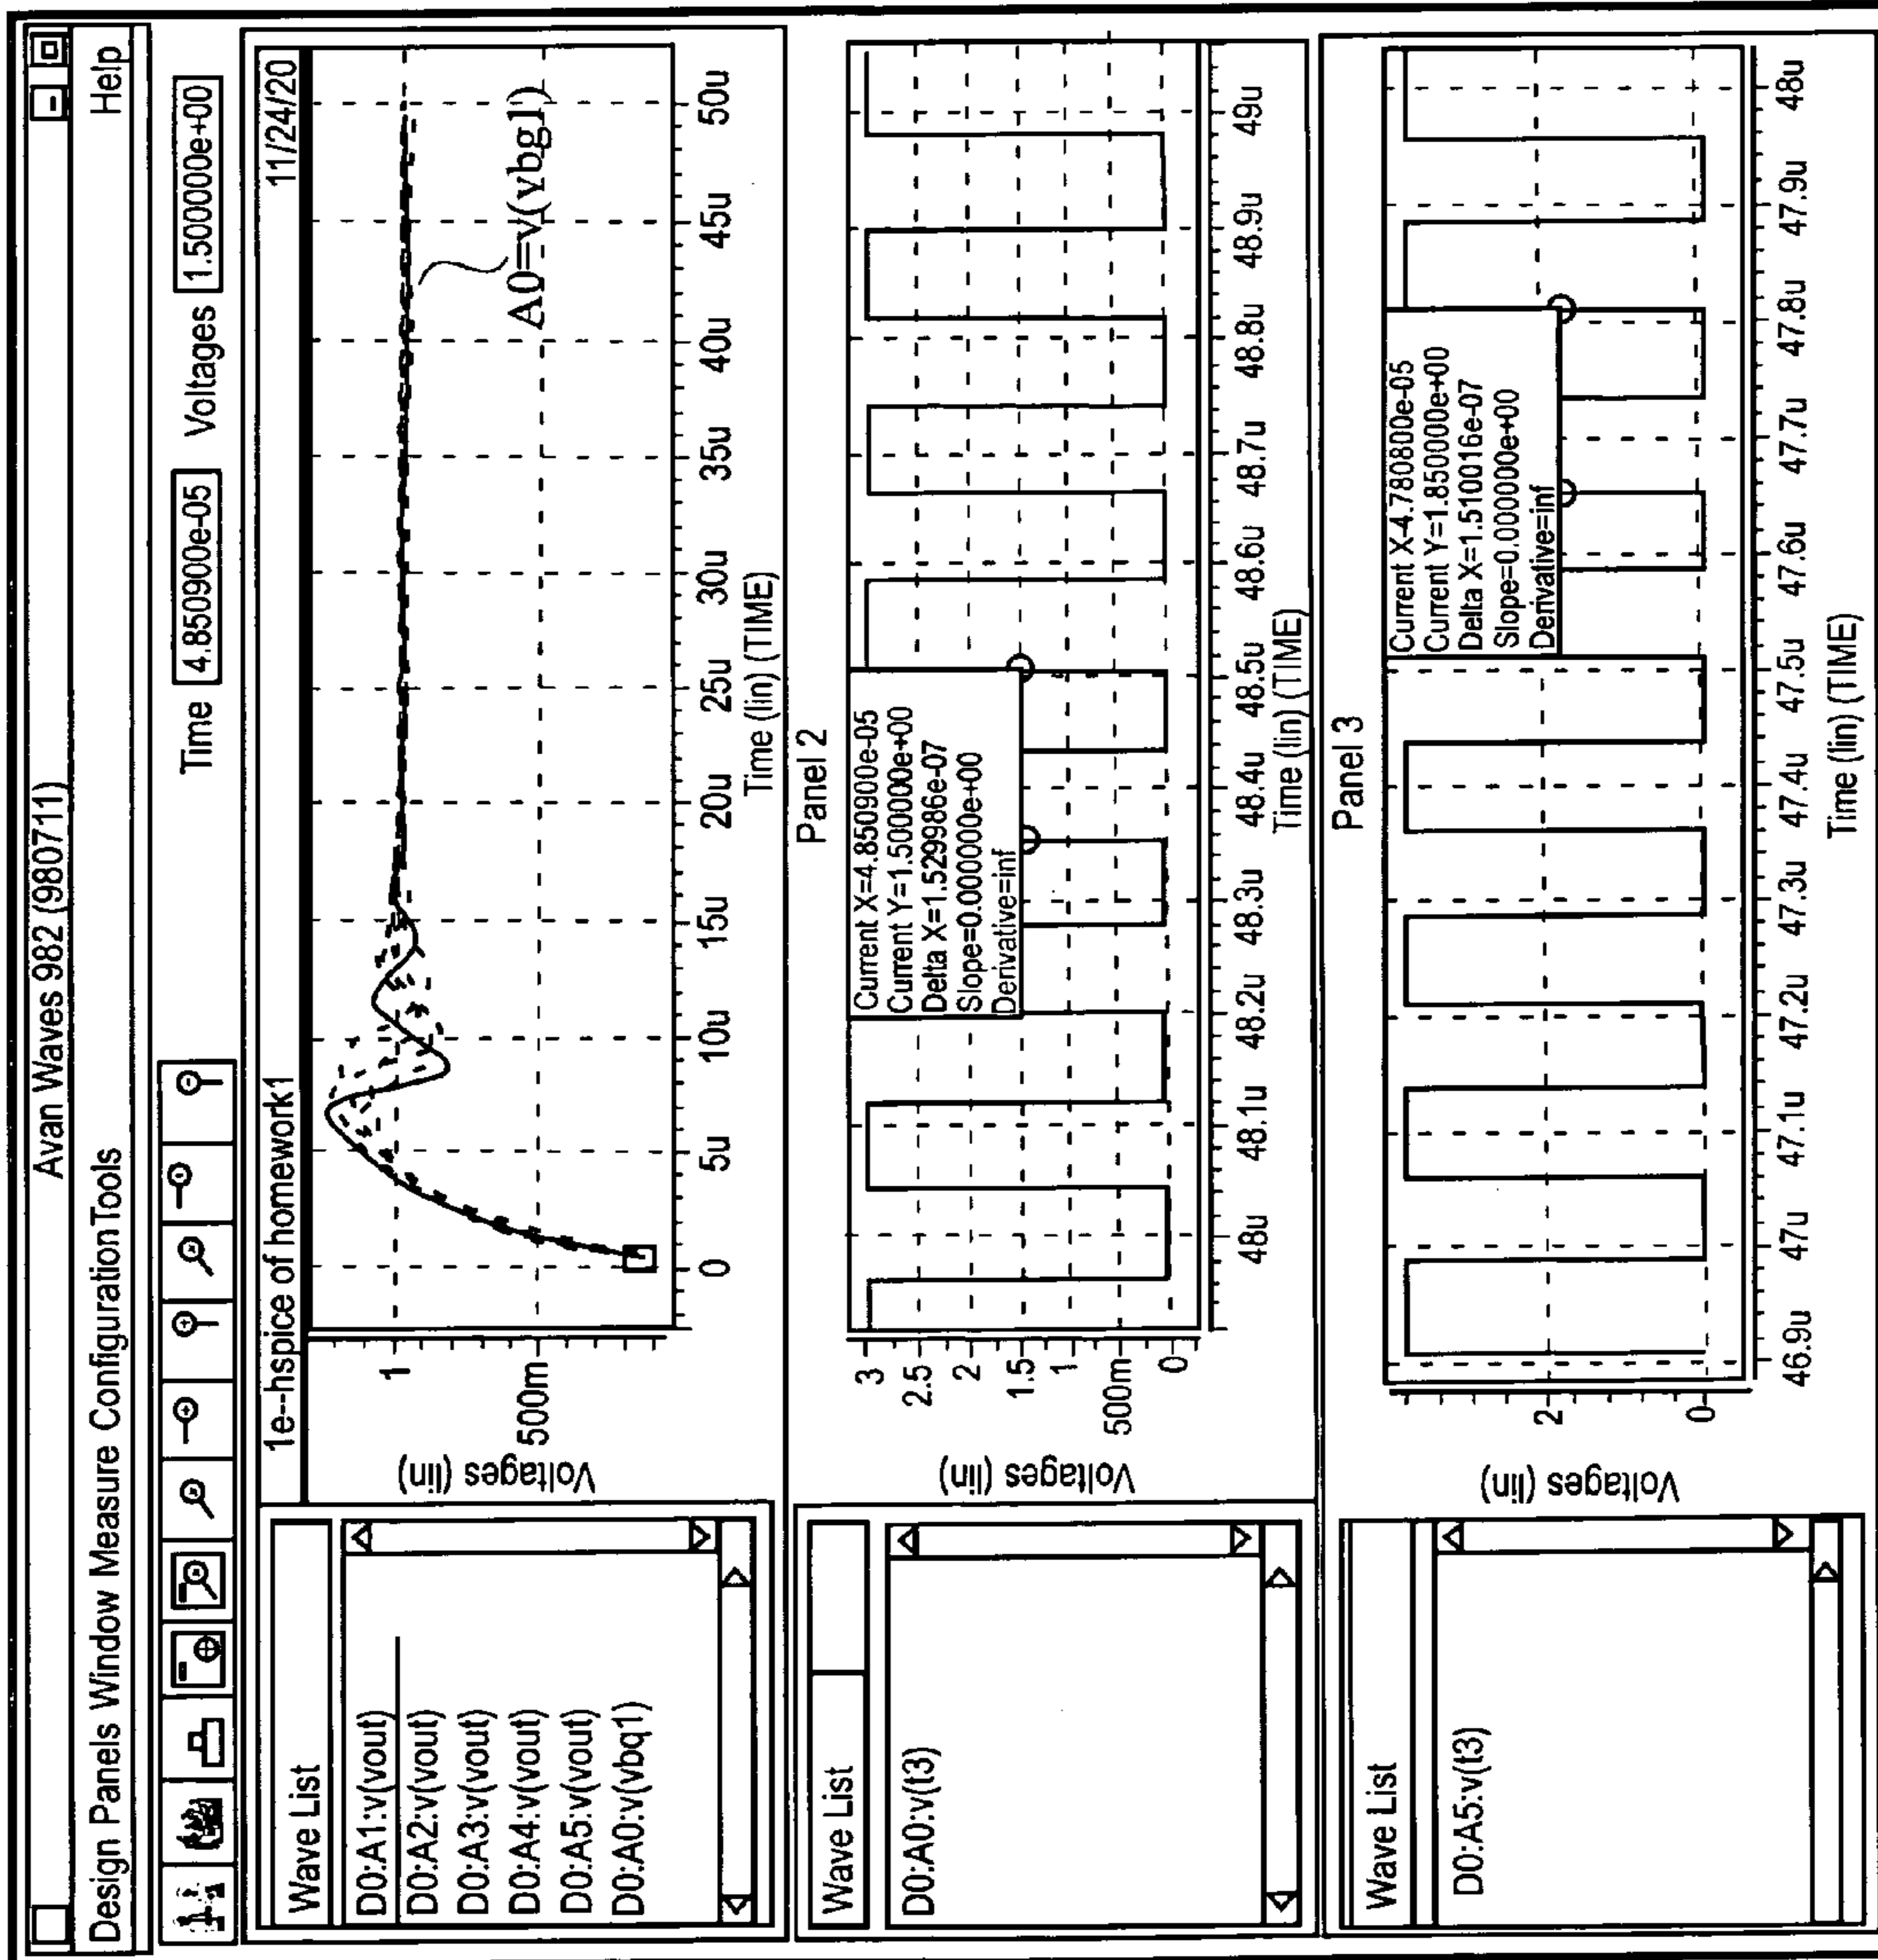 Avan Waves 982 (980711)
Design Panels Window Measure ConfigurationTools Help
Time 4.850900e-05 Voltages 1.500000e+00
Wave List
D0:A1:v(vout)
D0:A2:v(vout)
D0:A3:v(vout)
D0:A4:v(vout)
D0:A5:v(vout)
D0:A0:v(vbq1)
1e--hspice of homework1
11/24/20
Voltages (lin)
1
500m
A0=v(vbg1)
0 5u 10u 15u 20u 25u 30u 35u 40u 45u 50u
Time (lin) (TIME)
Panel 2
Wave List
D0:A0:v(t3)
Voltages (lin)
3
2.5
2
1.5
1
500m
0
Current X=4.850900e-05
Current Y=1.500000e+00
Delta X=1.529986e-07
Slope=0.000000e+00
Derivative=inf
48u 48.1u 48.2u 48.3u 48.4u 48.5u 48.6u 48.7u 48.8u 48.9u 49u
Time (lin) (TIME)
Panel 3
Wave List
D0:A5:v(t3)
Voltages (lin)
2
0
Current X-4.780800e-05
Current Y=1.850000e+00
Delta X=1.510016e-07
Slope=0.000000e+00
Derivative=inf
46.9u 47u 47.1u 47.2u 47.3u 47.4u 47.5u 47.6u 47.7u 47.8u 47.9u 48u
Time (lin) (TIME)